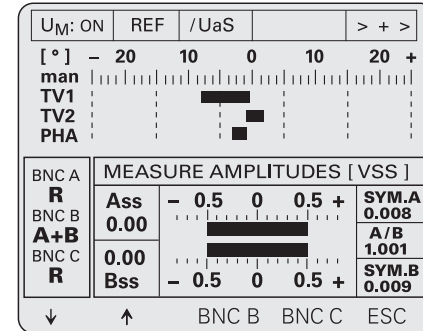 UM: ON REF /UaS > + >
[ ° ] – 20 10 0 10 20 +
man
TV1
TV2
PHA
BNC A
R
BNC B
A+B
BNC C
R
MEASURE AMPLITUDES [ VSS ]
Ass
0.00
0.00
Bss
– 0.5 0 0.5 +
– 0.5 0 0.5 +
SYM.A
0.008
A / B
1.001
SYM.B
0.009
↓ ↑ BNC B BNC C ESC